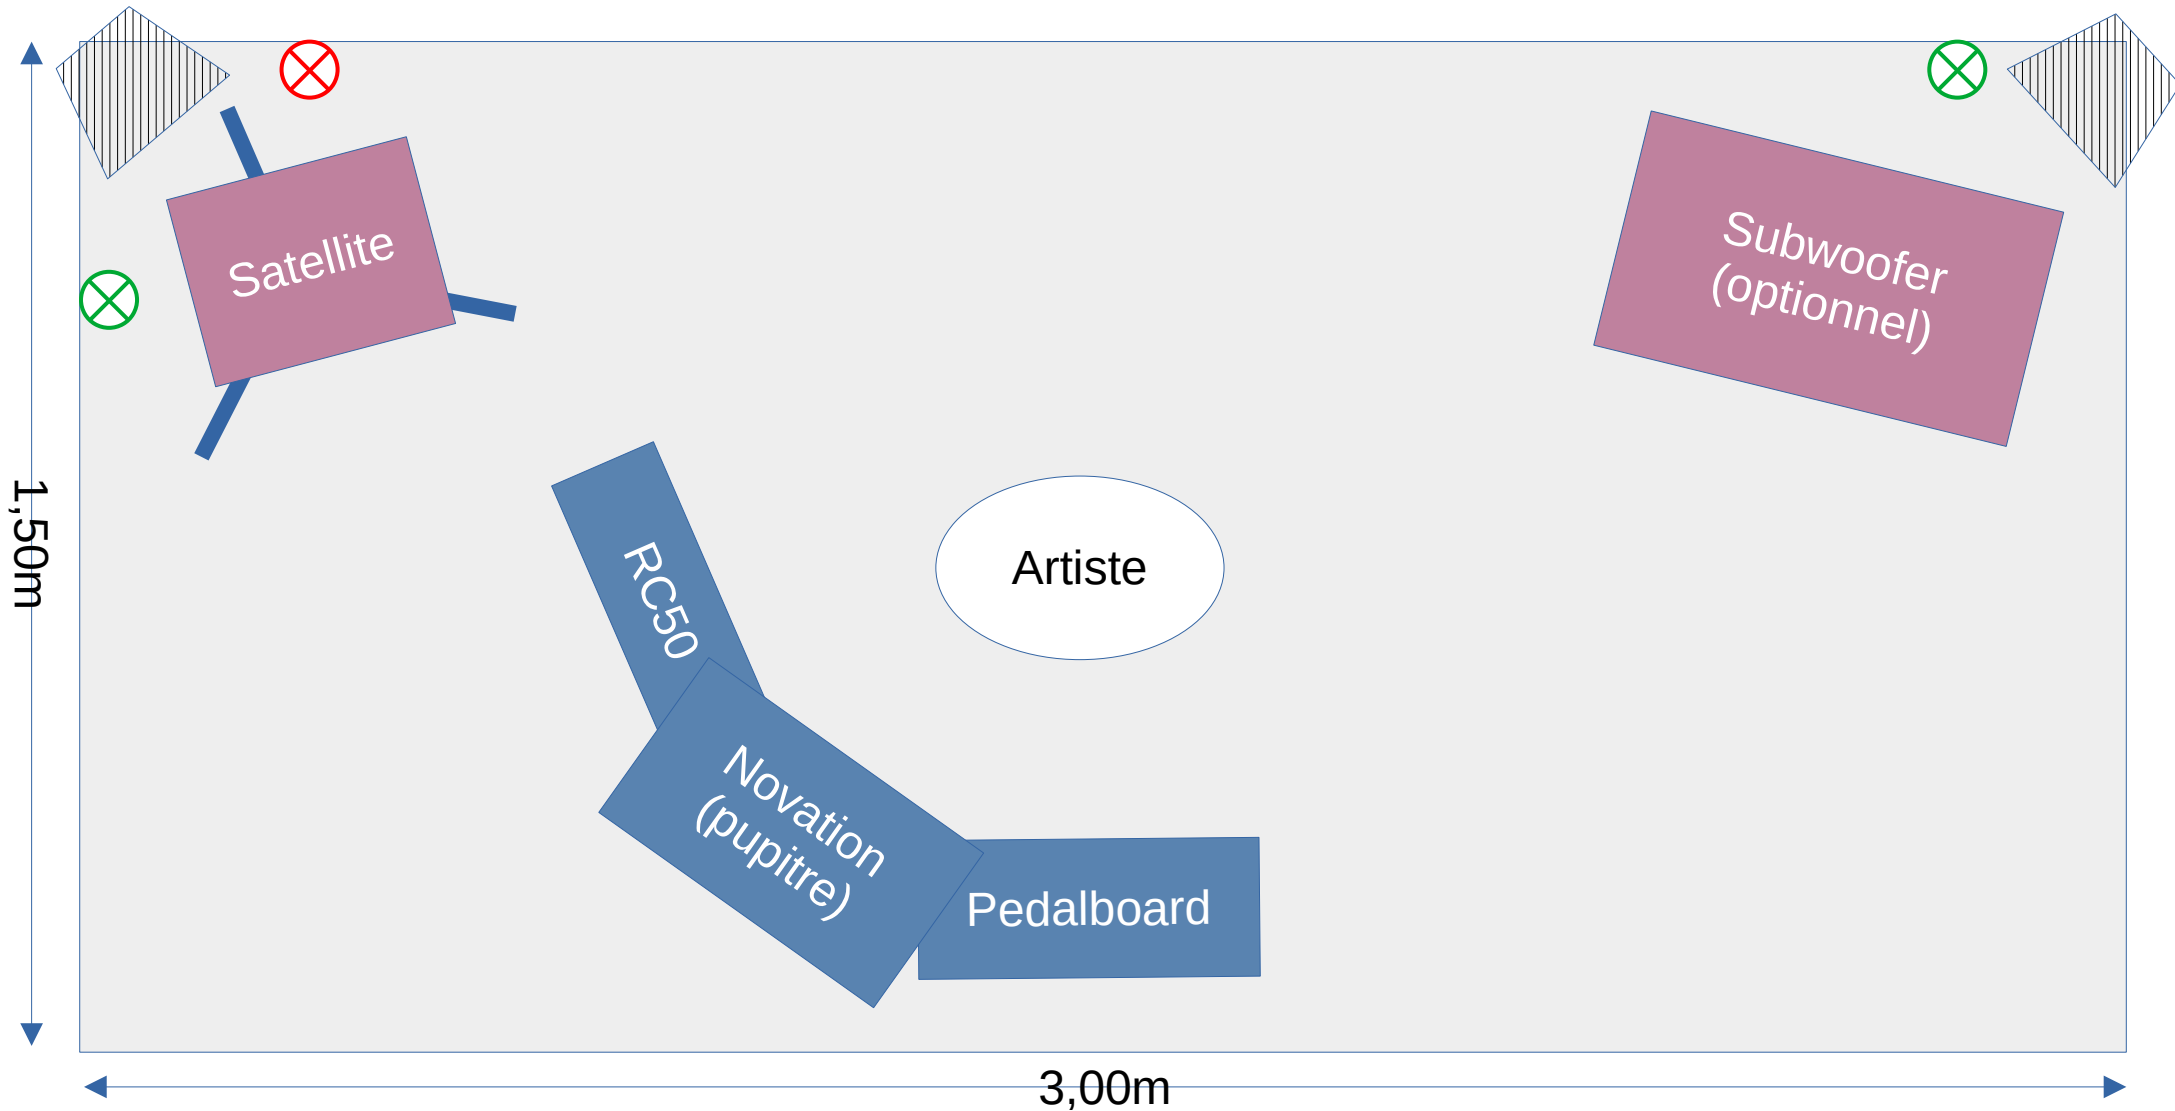 Satellite
Subwoofer
(optionnel)
1,50m
RC50
Artiste
Novation
(pupitre)
Pedalboard
3,00m